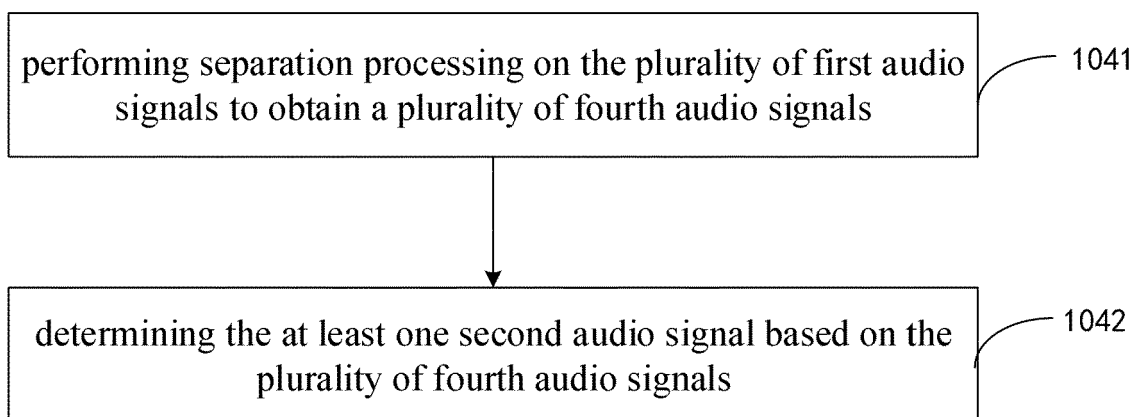 performing separation processing on the plurality of first audio
signals to obtain a plurality of fourth audio signals
1041
determining the at least one second audio signal based on the
plurality of fourth audio signals
1042